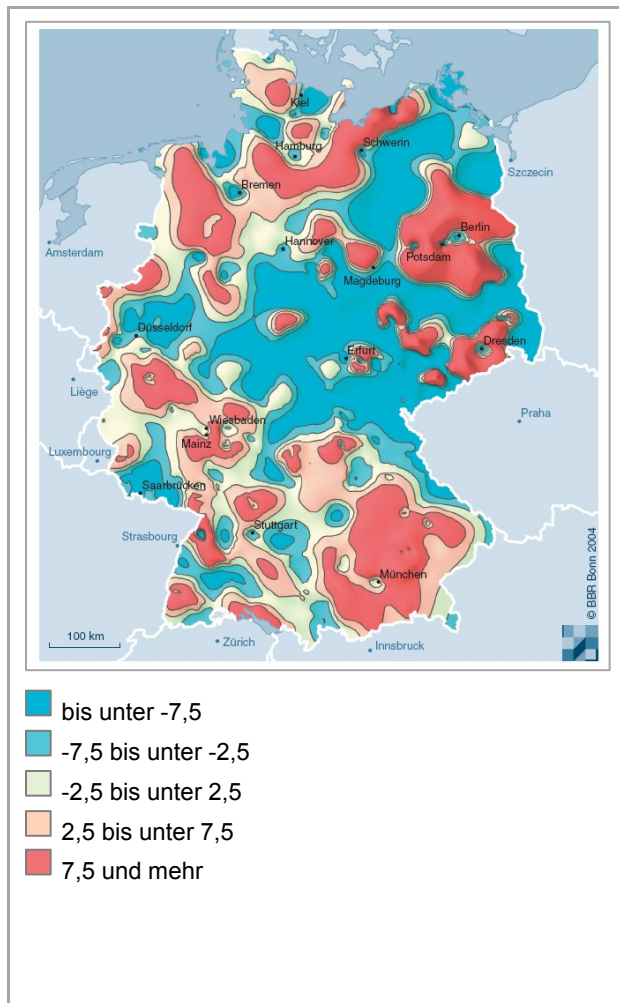 Kiel
Schwerin
Hamburg
Szczecin
Bremen
Berlin
Amsterdam
Hannover
Potsdam
Magdeburg
Düsseldorf
Erfurt
Dresden
Liège
Praha
Wiesbaden
Mainz
Luxembourg
Saarbrücken
Stuttgart
Strasbourg
München
100 km
Zürich
Innsbruck
© BBR Bonn 2004
bis unter -7,5
-7,5 bis unter -2,5
-2,5 bis unter 2,5
2,5 bis unter 7,5
7,5 und mehr